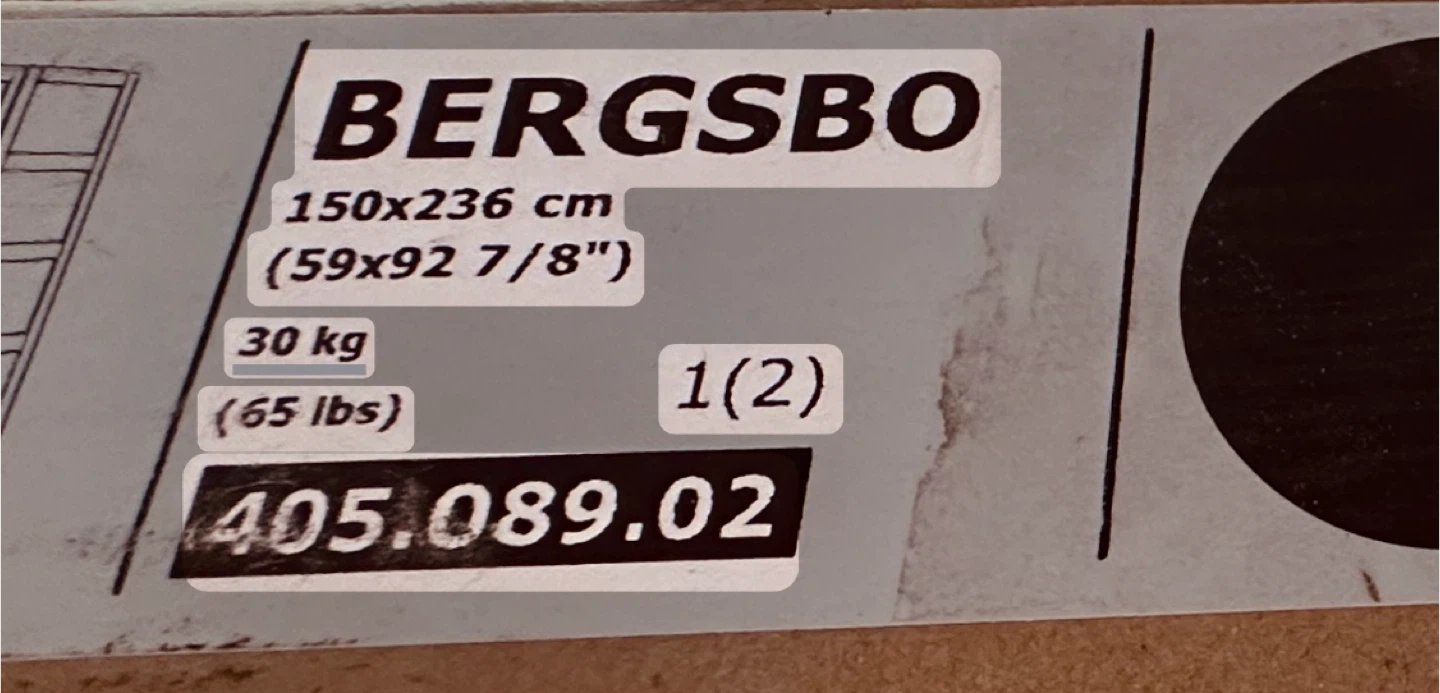 BERGSBO
150x236 cm
(59x92 7/8")
30 kg
(65 lbs)
1(2)
405.089.02